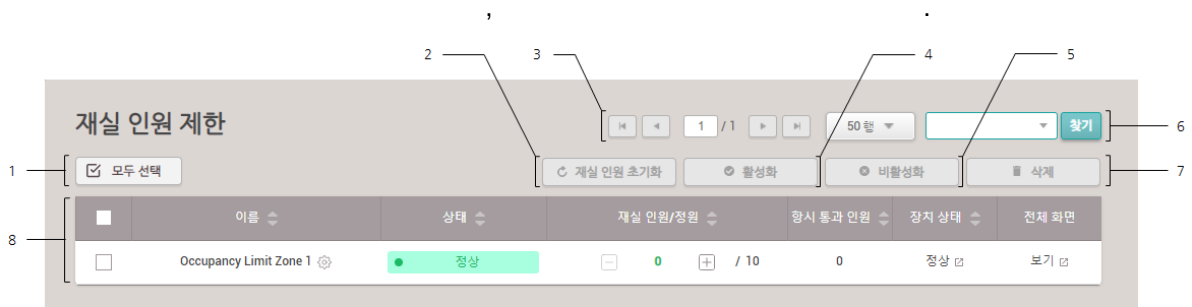 , .
2 3 4 5
재실 인원 제한 1 / 1 50 행 찾기 6
1 모두 선택 재실 인원 초기화 활성화 비활성화 삭제 7
이름 상태 재실 인원/정원 항시 통과 인원 장치 상태 전체 화면
8
Occupancy Limit Zone 1 정상 0 / 10 0 정상 보기